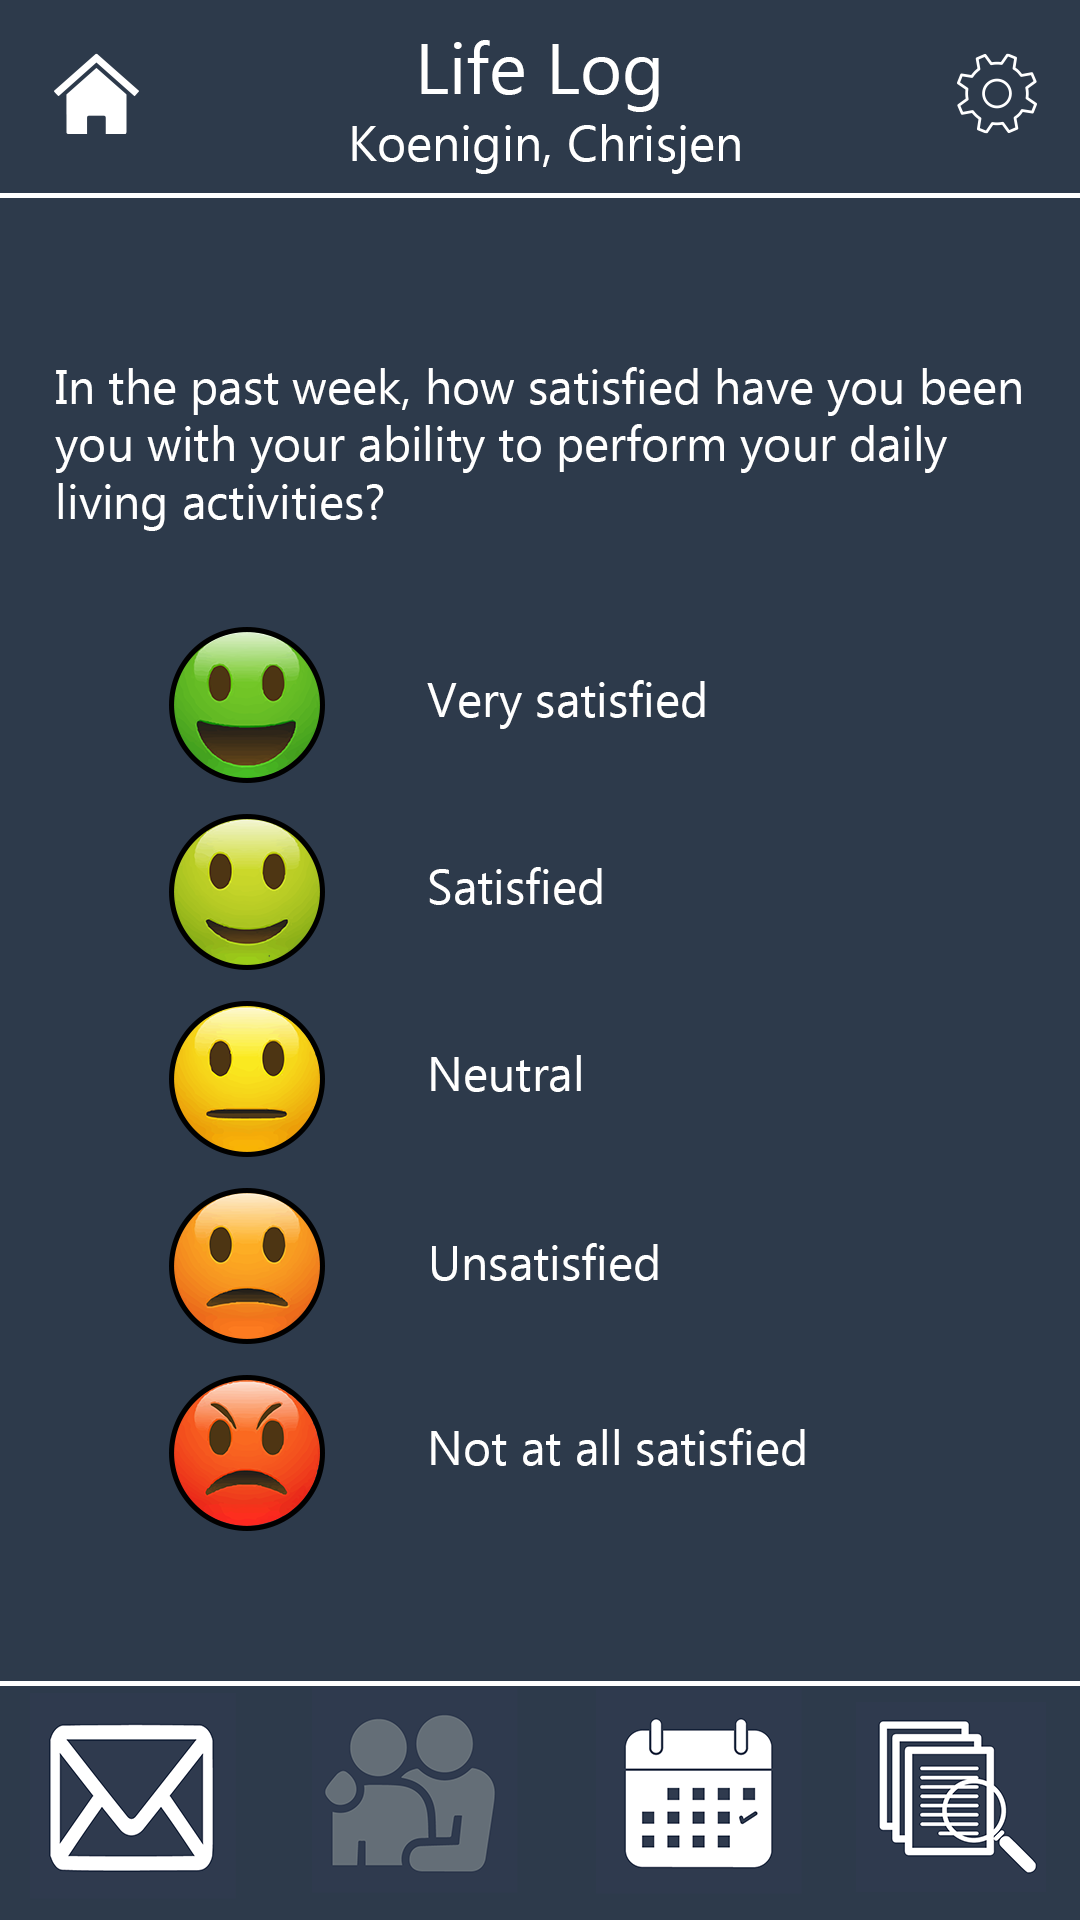 Life Log
Koenigin, Chrisjen
In the past week, how satisfied have you been
you with your ability to perform your daily
living activities?
Very satisfied
Satisfied
Neutral
Unsatisfied
Not at all satisfied